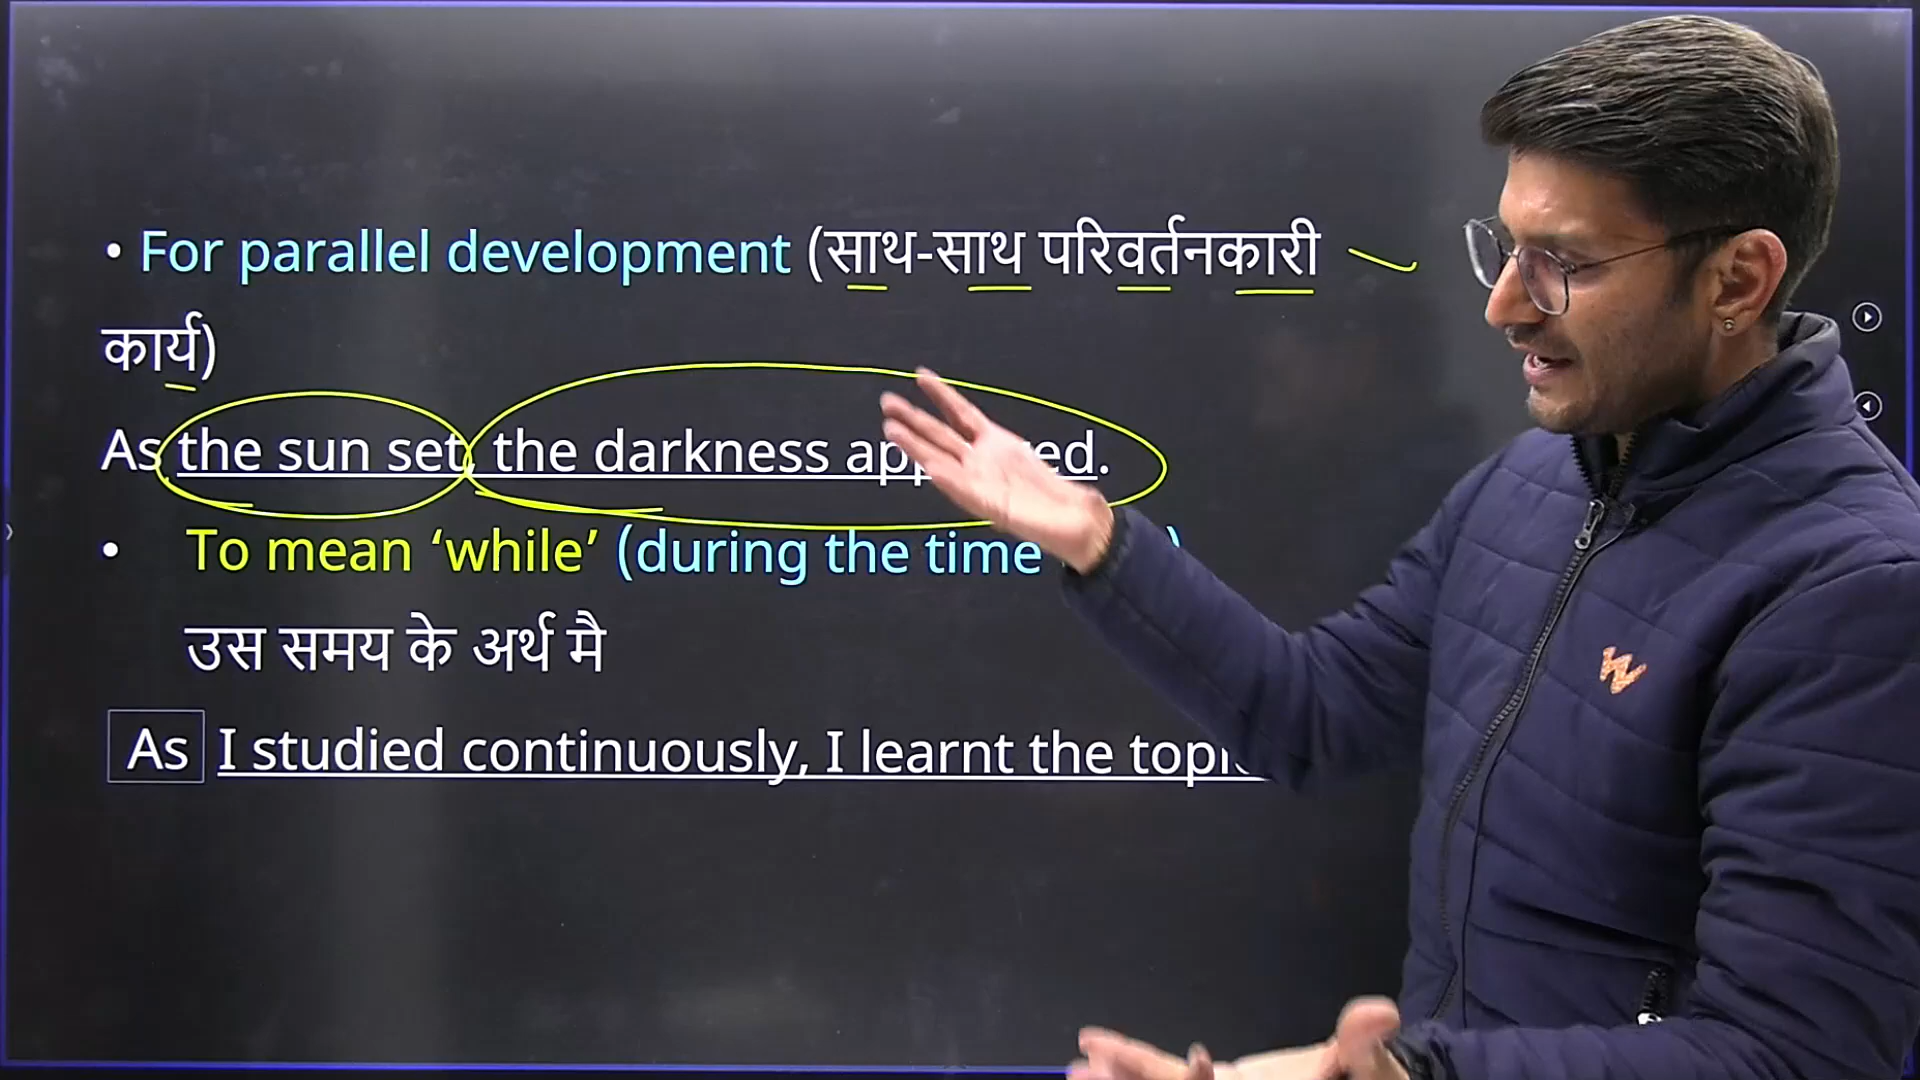 • For parallel development (साथ-साथ परिवर्तनकारी
कार्य)
As the sun set, the darkness
• To mean ‘while’ (during the time )
उस समय के अर्थ मै
As I studied continuously, I learnt the